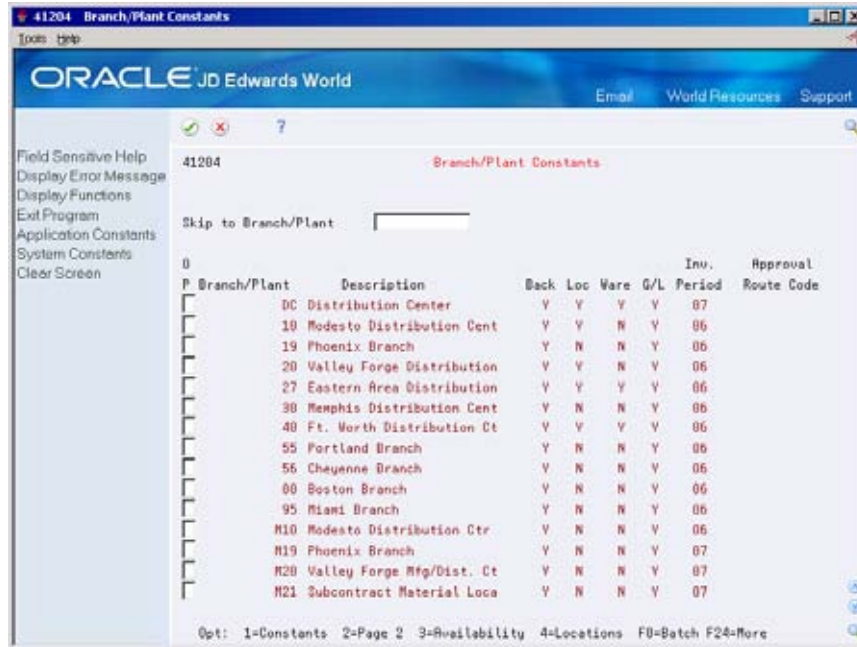 41204 Branch/Plant Constants
Tools Help
ORACLE JD Edwards World
Email World Resources Support
Field Sensitive Help
Display Error Message
Display Functions
Exit Program
Application Constants
System Constants
Clear Screen
?
41204 Branch/Plant Constants
Skip to Branch/Plant
O Inv. Approval
P Branch/Plant Description Back Loc Ware G/L Period Route Code
DC Distribution Center Y Y Y Y 07
10 Modesto Distribution Cent Y Y N Y 06
19 Phoenix Branch Y N N Y 06
20 Valley Forge Distribution Y Y N Y 06
27 Eastern Area Distribution Y Y Y Y 06
30 Memphis Distribution Cent Y N N Y 06
40 Ft. Worth Distribution Ct Y Y Y Y 06
55 Portland Branch Y N N Y 06
56 Cheyenne Branch Y N N Y 06
Boston Branch Y N N Y 06
95 Miami Branch Y N N Y 06
M10 Modesto Distribution Ctr Y N N Y 06
M19 Phoenix Branch Y N N Y 07
M20 Valley Forge Mfg/Dist. Ct Y N N Y 07
M21 Subcontract Material Loca Y N N Y 07
Opt: 1=Constants 2=Page 2 3=Availability 4=Locations F8=Batch F24=More